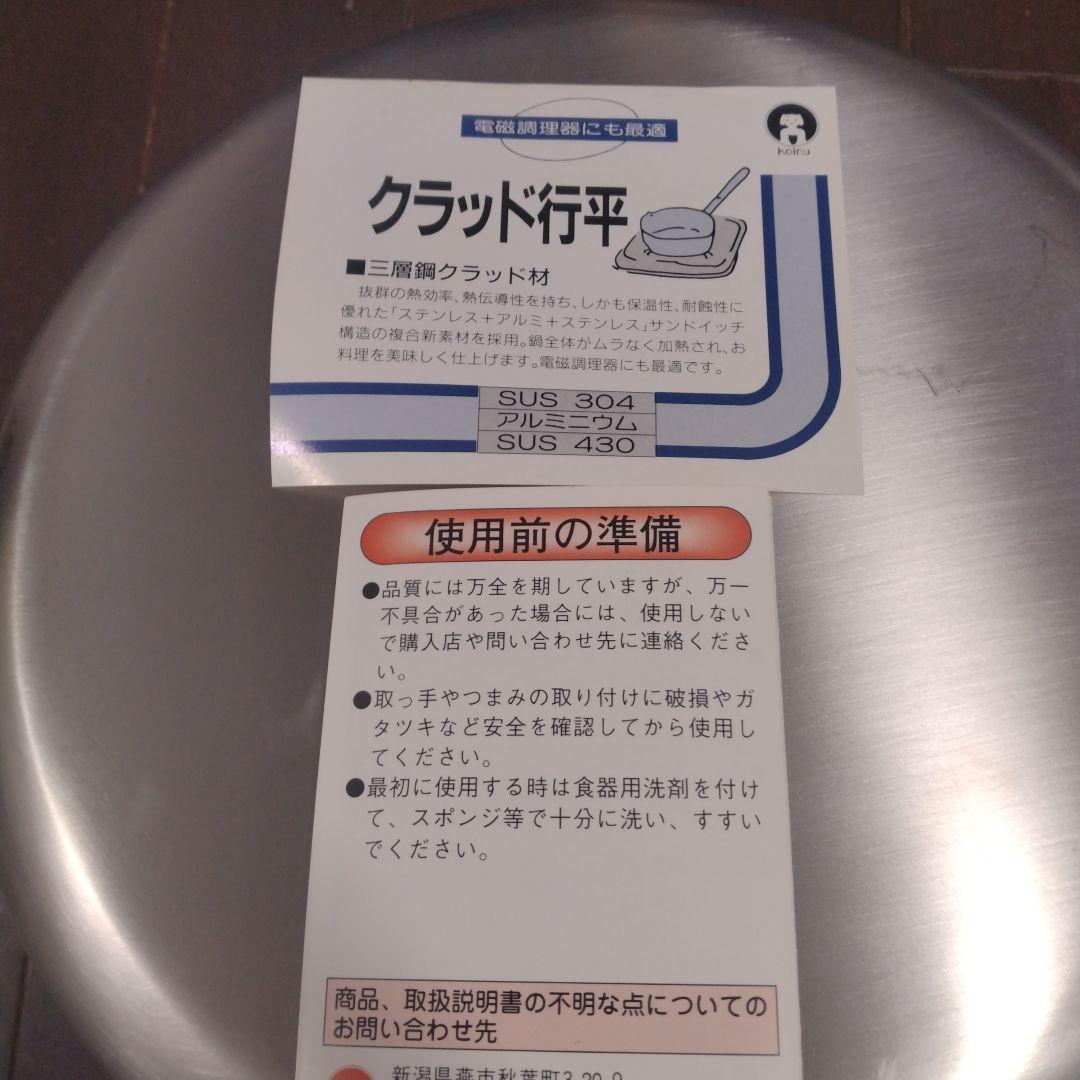 電磁調理器にも最適
Koinu
クラッド行平
■三層鋼クラッド材
抜群の熱効率、熱伝導性を持ち、しかも保温性、耐蝕性に
優れた「ステンレス＋アルミ＋ステンレス」サンドイッチ
構造の複合新素材を採用。鍋全体がムラなく加熱され、お
料理を美味しく仕上げます。電磁調理器にも最適です。
SUS 304
アルミニウム
SUS 430
使用前の準備
●品質には万全を期していますが、万一
不具合があった場合には、使用しない
で購入店や問い合わせ先に連絡くださ
い。
●取っ手やつまみの取り付けに破損やガ
タツキなど安全を確認してから使用し
てください。
●最初に使用する時は食器用洗剤を付け
て、スポンジ等で十分に洗い、すすい
でください。
商品、取扱説明書の不明な点についての
お問い合わせ先
新潟県燕市秋葉町3-20-9